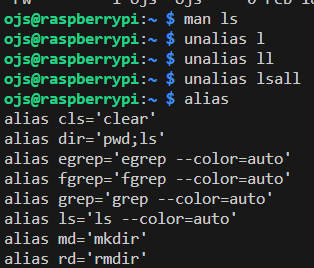 ojs@raspberrypi:~ $ man ls
ojs@raspberrypi:~ $ unalias l
ojs@raspberrypi:~ $ unalias ll
ojs@raspberrypi:~ $ unalias lsall
ojs@raspberrypi:~ $ alias
alias cls='clear'
alias dir='pwd;ls'
alias egrep='egrep --color=auto'
alias fgrep='fgrep --color=auto'
alias grep='grep --color=auto'
alias ls='ls --color=auto'
alias md='mkdir'
alias rd='rmdir'